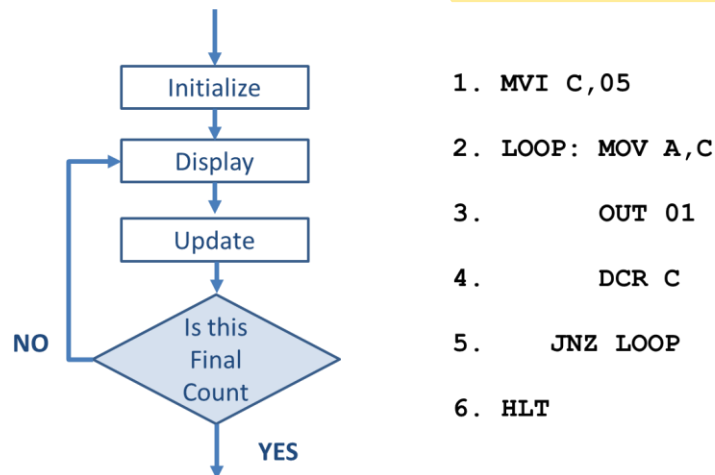 Initialize
Display
Update
Is this
Final
Count
NO
YES
1. MVI C,05
2. LOOP: MOV A,C
3. OUT 01
4. DCR C
5. JNZ LOOP
6. HLT